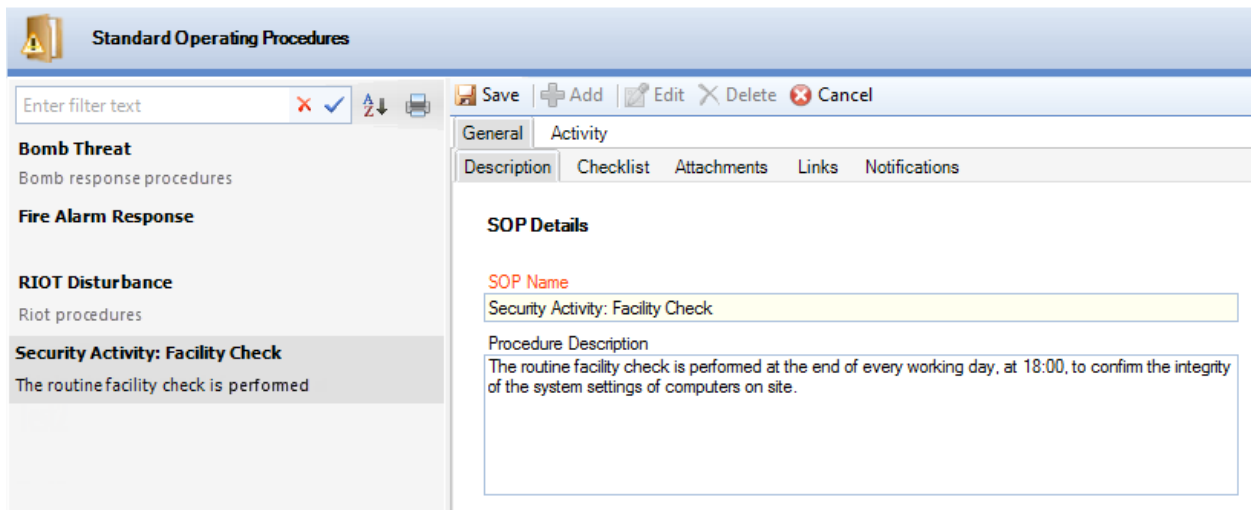 Standard Operating Procedures
Enter filter text
Save Add Edit Delete Cancel
General Activity
Description Checklist Attachments Links Notifications
Bomb Threat
Bomb response procedures
Fire Alarm Response
RIOT Disturbance
Riot procedures
Security Activity: Facility Check
The routine facility check is performed
SOP Details
SOP Name
Security Activity: Facility Check
Procedure Description
The routine facility check is performed at the end of every working day, at 18:00, to confirm the integrity
of the system settings of computers on site.